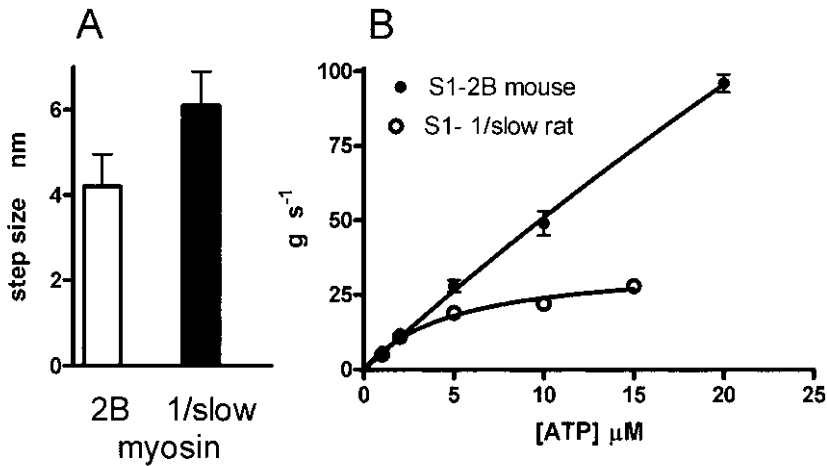 A
step size nm
6
4
2
0
2B 1/slow
myosin
B
S1-2B mouse
S1- 1/slow rat
g s⁻¹
100
75
50
25
0
0 5 10 15 20 25
[ATP] µM